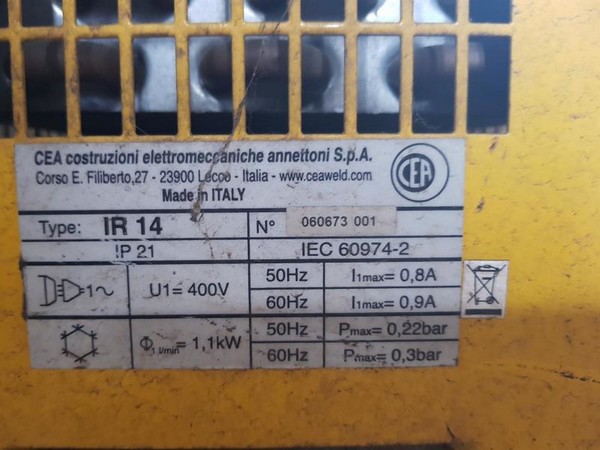 CEA costruzioni elettromeccaniche annettoni S.p.A.
Corso E. Filiberto,27 - 23900 Lecco - Italia - www.ceaweld.com
Made in ITALY
CEA
Type: IR 14 N° 060673 001
IP 21 IEC 60974-2
1~ U1= 400V 50Hz I1max= 0,8A
60Hz I1max= 0,9A
Φ1 l/min= 1,1kW 50Hz Pmax= 0,22bar
60Hz Pmax= 0,3bar